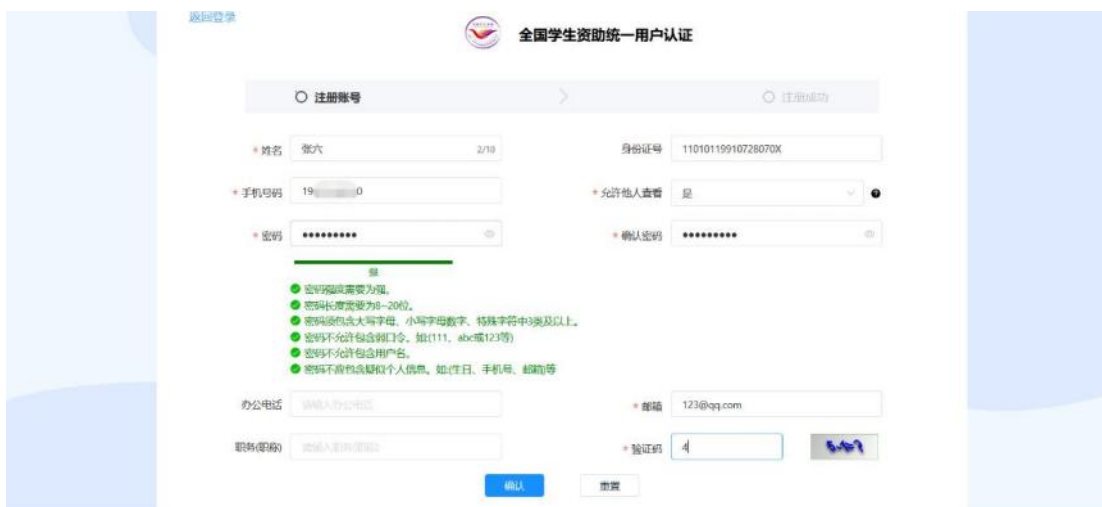 返回登录
全国学生资助统一用户认证
注册账号
注册成功
* 姓名 张六 2/10 身份证号 11010119910728070X
* 手机号码 19 0 * 允许他人查看 是
* 密码 ••••••••• * 确认密码 •••••••••
强
密码强度需要为强。
密码长度需要为8~20位。
密码须包含大写字母、小写字母数字、特殊字符中3类及以上。
密码不允许包含弱口令。如:(111、abc或123等)
密码不允许包含用户名。
密码不应包含疑似个人信息。如:(生日、手机号、邮箱)等
办公电话 请输入办公电话 * 邮箱 123@qq.com
职务(职称) 请输入职务(职称) * 验证码 4
确认 重置